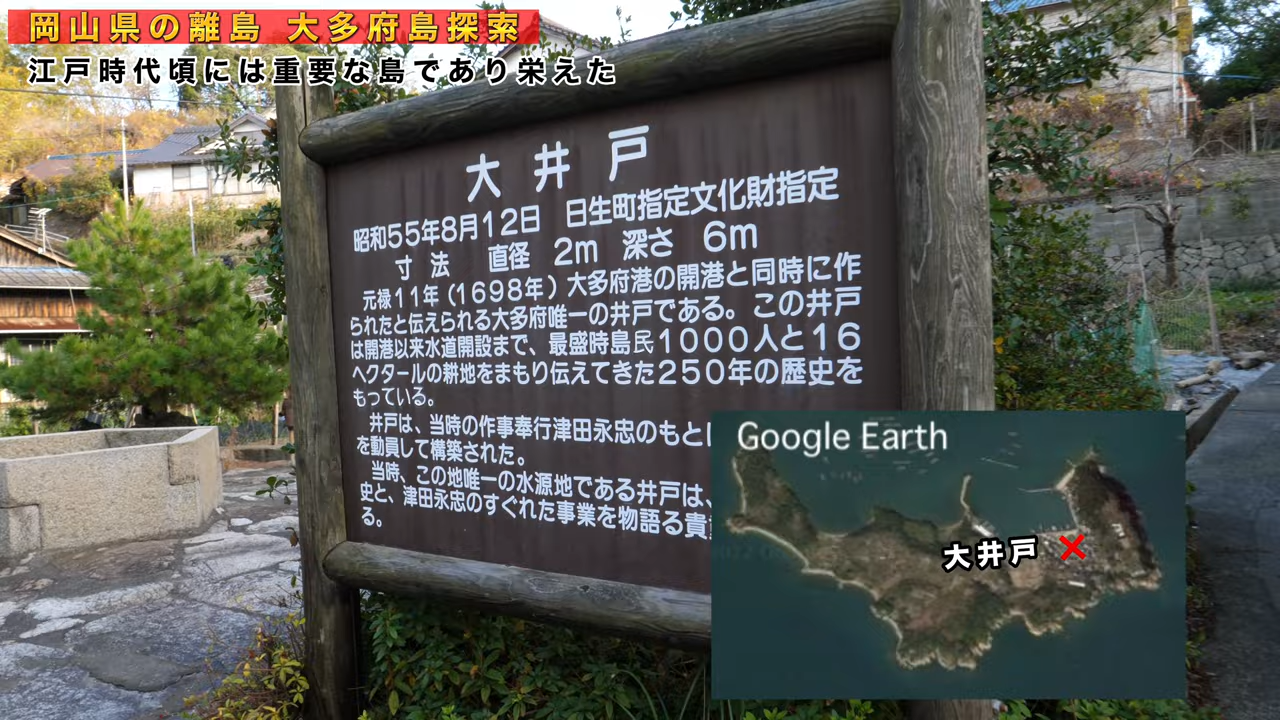 岡山県の離島 大多府島探索
江戸時代頃には重要な島であり栄えた
大井戸
昭和55年8月12日 日生町指定文化財指定
寸法 直径 2m 深さ 6m
元禄11年(1698年)大多府港の開港と同時に作
られたと伝えられる大多府唯一の井戸である。この井戸
は開港以来水道開設まで、最盛時島民1000人と16
ヘクタールの耕地をまもり伝えてきた250年の歴史を
もっている。
井戸は、当時の作事奉行津田永忠のもとに
を動員して構築された。
当時、この地唯一の水源地である井戸は、
史と、津田永忠のすぐれた事業を物語る貴
る。
Google Earth
大井戸